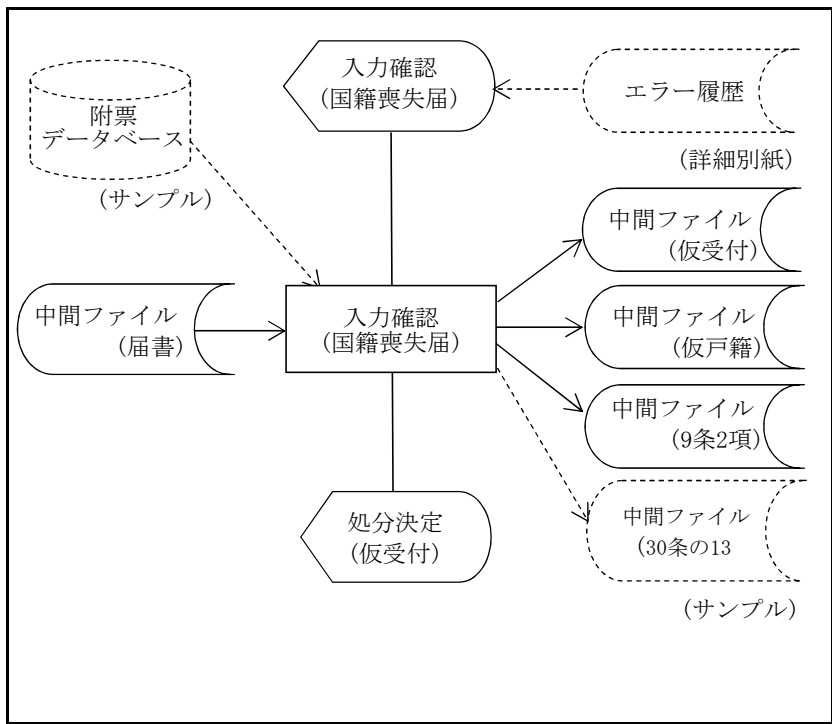 入力確認
(国籍喪失届)
エラー履歴
(詳細別紙)
附票
データベース
(サンプル)
中間ファイル
(仮受付)
中間ファイル
(届書)
入力確認
(国籍喪失届)
中間ファイル
(仮戸籍)
中間ファイル
(9条2項)
処分決定
(仮受付)
中間ファイル
(30条の13
(サンプル)